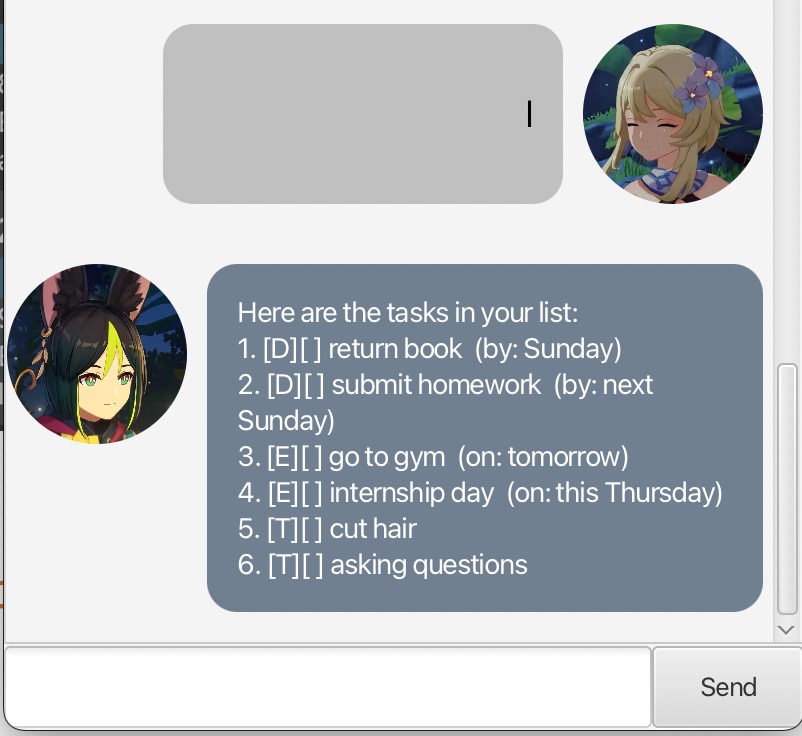 l
Here are the tasks in your list:
1. [D][ ] return book  (by: Sunday)
2. [D][ ] submit homework  (by: next
Sunday)
3. [E][ ] go to gym  (on: tomorrow)
4. [E][ ] internship day  (on: this Thursday)
5. [T][ ] cut hair
6. [T][ ] asking questions
Send